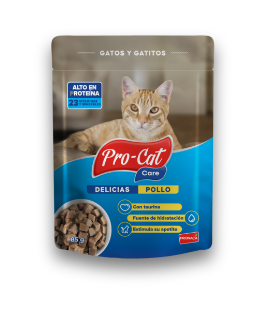 GATOS Y GATITOS
ALTO EN
PROTEÍNA
23
Pro-Cat
Care
DELICIAS POLLO
Con taurina
Fuente de hidratación
Estimula su apetito
85 g